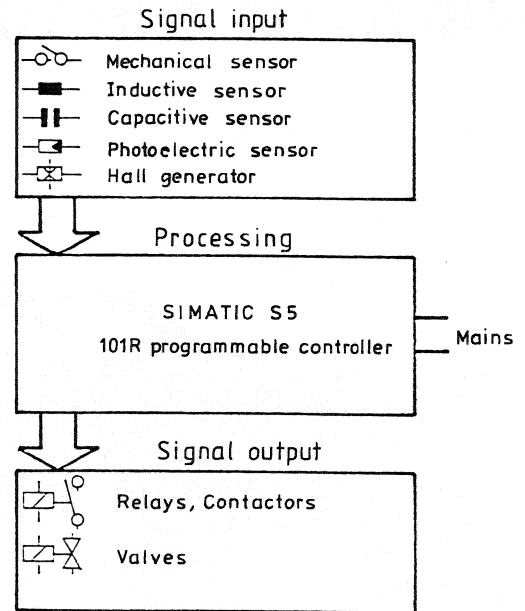 Signal input
Mechanical sensor
Inductive sensor
Capacitive sensor
Photoelectric sensor
Hall generator
Processing
SIMATIC S5
101R programmable controller
Mains
Signal output
Relays, Contactors
Valves